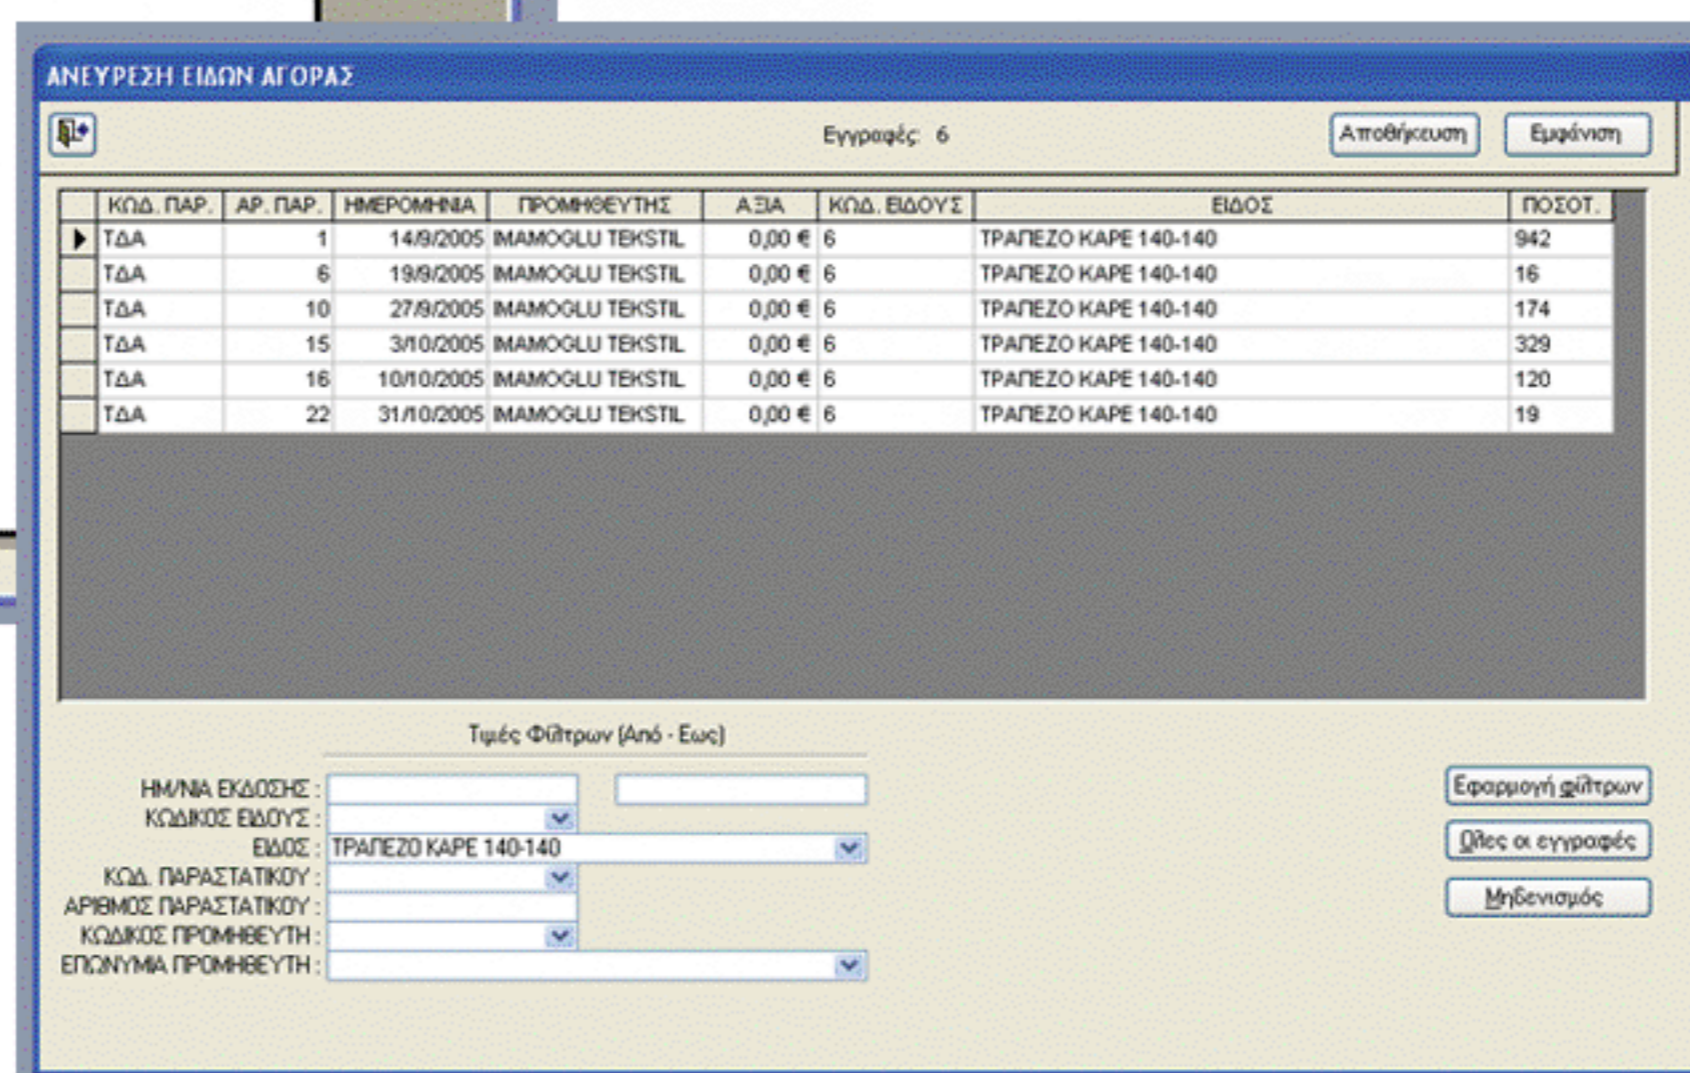 ΑΝΕΥΡΕΣΗ ΕΙΔΩΝ ΑΓΟΡΑΣ
Εγγραφές: 6 Αποθήκευση Εμφάνιση
ΚΩΔ. ΠΑΡ. ΑΡ. ΠΑΡ. ΗΜΕΡΟΜΗΝΙΑ ΠΡΟΜΗΘΕΥΤΗΣ ΑΞΙΑ ΚΩΔ. ΕΙΔΟΥΣ ΕΙΔΟΣ ΠΟΣΟΤ.
ΤΔΑ 1 14/9/2005 IMAMOGLU TEKSTIL 0,00 € 6 ΤΡΑΠΕΖΟ ΚΑΡΕ 140-140 942
ΤΔΑ 6 19/9/2005 IMAMOGLU TEKSTIL 0,00 € 6 ΤΡΑΠΕΖΟ ΚΑΡΕ 140-140 16
ΤΔΑ 10 27/9/2005 IMAMOGLU TEKSTIL 0,00 € 6 ΤΡΑΠΕΖΟ ΚΑΡΕ 140-140 174
ΤΔΑ 15 3/10/2005 IMAMOGLU TEKSTIL 0,00 € 6 ΤΡΑΠΕΖΟ ΚΑΡΕ 140-140 329
ΤΔΑ 16 10/10/2005 IMAMOGLU TEKSTIL 0,00 € 6 ΤΡΑΠΕΖΟ ΚΑΡΕ 140-140 120
ΤΔΑ 22 31/10/2005 IMAMOGLU TEKSTIL 0,00 € 6 ΤΡΑΠΕΖΟ ΚΑΡΕ 140-140 19
Τιμές Φίλτρων (Από - Εως)
ΗΜ/ΝΙΑ ΕΚΔΟΣΗΣ : Εφαρμογή φίλτρων
ΚΩΔΙΚΟΣ ΕΙΔΟΥΣ :
ΕΙΔΟΣ : ΤΡΑΠΕΖΟ ΚΑΡΕ 140-140 Ολες οι εγγραφές
ΚΩΔ. ΠΑΡΑΣΤΑΤΙΚΟΥ :
ΑΡΙΘΜΟΣ ΠΑΡΑΣΤΑΤΙΚΟΥ : Μηδενισμός
ΚΩΔΙΚΟΣ ΠΡΟΜΗΘΕΥΤΗ :
ΕΠΩΝΥΜΙΑ ΠΡΟΜΗΘΕΥΤΗ :